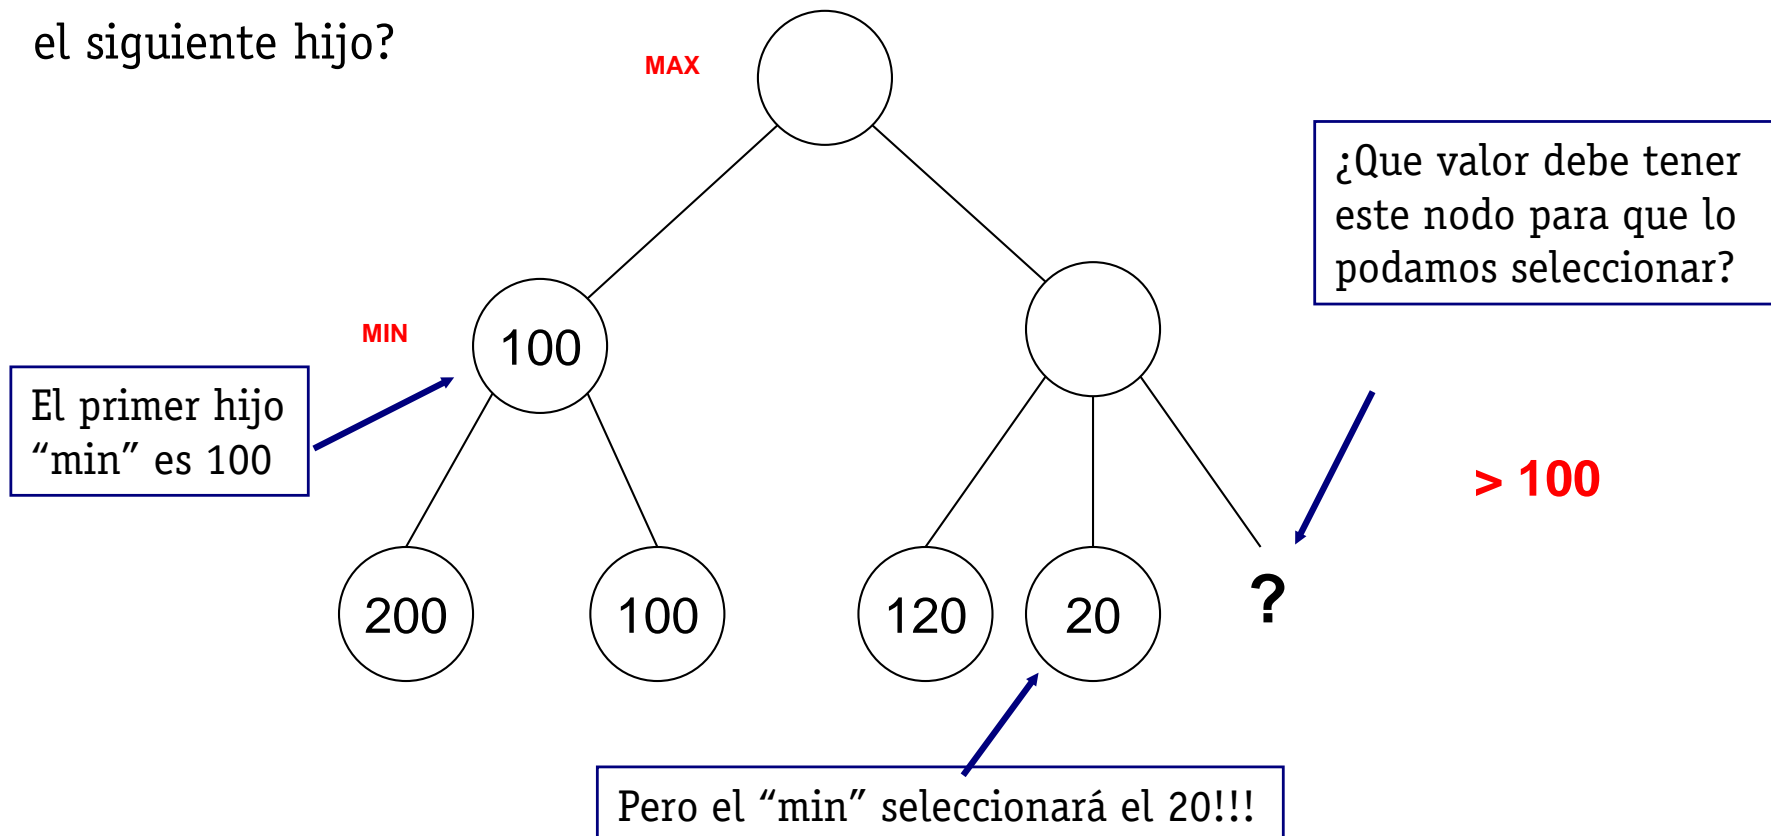 el siguiente hijo?
MAX
¿Que valor debe tener
este nodo para que lo
podamos seleccionar?
MIN
100
El primer hijo
“min” es 100
> 100
200
100
120
20
?
Pero el “min” seleccionará el 20!!!